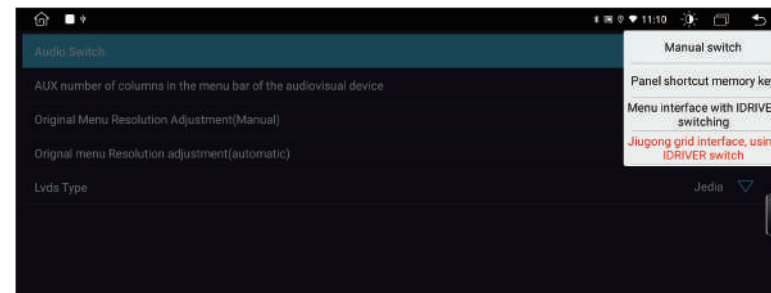 11:10
Audio Switch
AUX number of columns in the menu bar of the audiovisual device
Original Menu Resolution Adjustment(Manual)
Orignal menu Resolution adjustment(automatic)
Lvds Type
Jedia
Manual switch
Panel shortcut memory ke
Menu interface with IDRIVE
switching
Jiugong grid interface, usin
IDRIVER switch